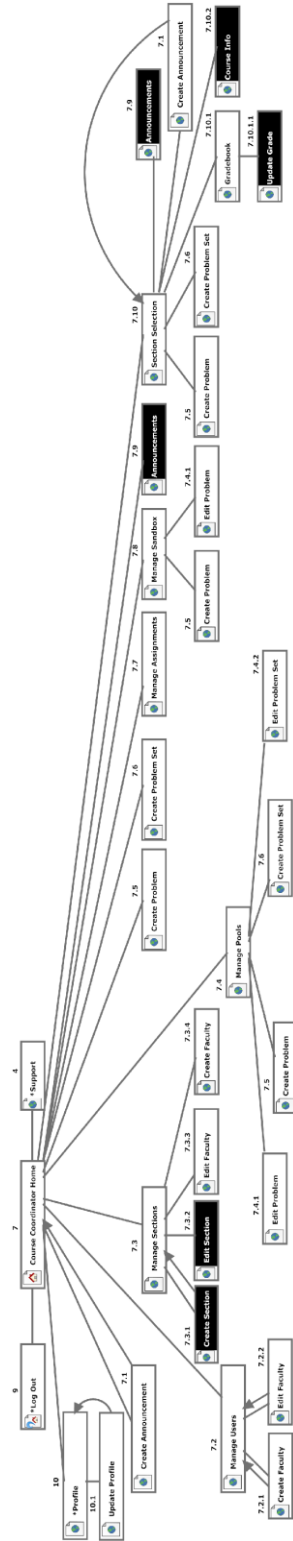 9
*Log Out
7
Course Coordinator Home
4
*Support
10
*Profile
10.1
Update Profile
7.1
Create Announcement
7.2
Manage Users
7.2.1
Create Faculty
7.2.2
Edit Faculty
7.3
Manage Sections
7.3.1
Create Section
7.3.2
Edit Section
7.3.3
Edit Faculty
7.3.4
Create Faculty
7.4
Manage Pools
7.4.1
Edit Problem
7.5
Create Problem
7.6
Create Problem Set
7.4.2
Edit Problem Set
7.5
Create Problem
7.6
Create Problem Set
7.7
Manage Assignments
7.8
Manage Sandbox
7.5
Create Problem
7.4.1
Edit Problem
7.9
Announcements
7.10
Section Selection
7.5
Create Problem
7.6
Create Problem Set
7.10.1
Gradebook
7.10.1.1
Update Grade
7.10.2
Course Info
7.9
Announcements
7.1
Create Announcement